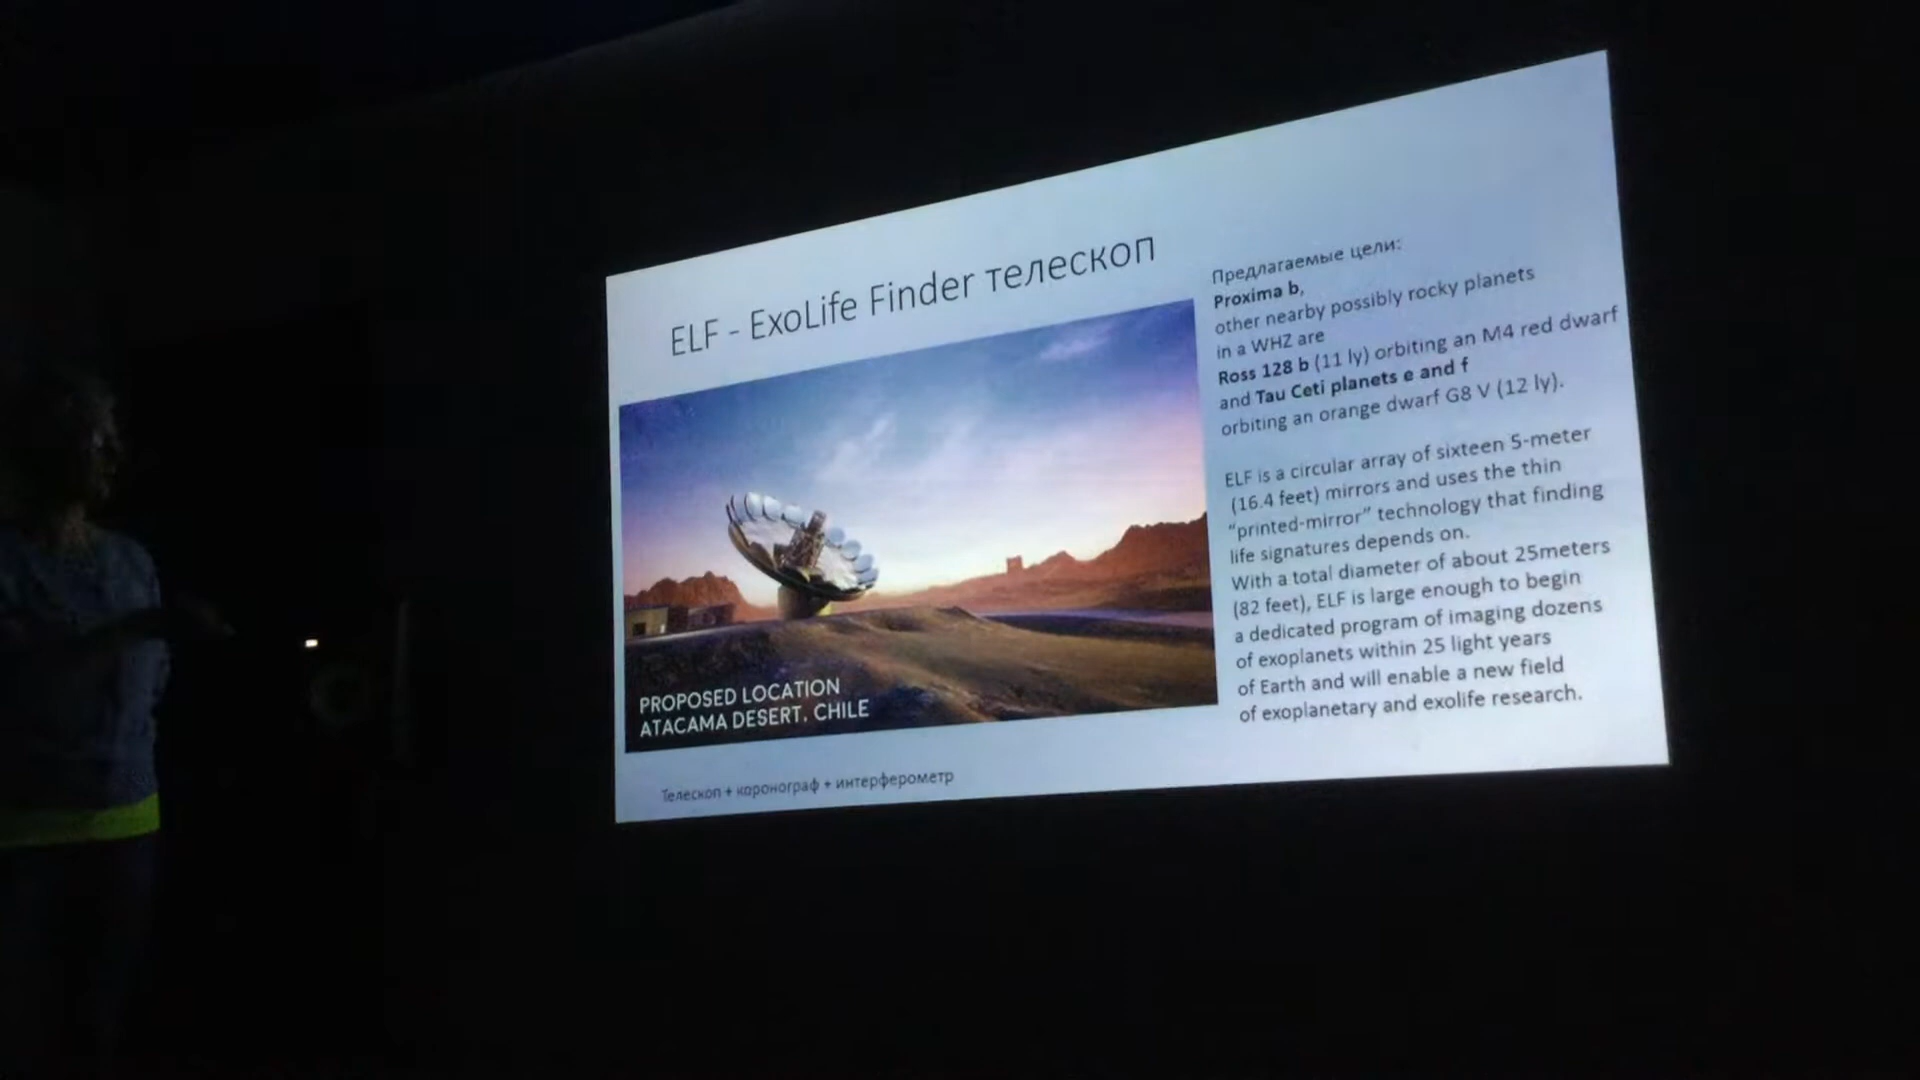 ELF - ExoLife Finder телескоп
PROPOSED LOCATION
ATACAMA DESERT, CHILE
Телескоп + коронограф + интерферометр
Предлагаемые цели:
Proxima b,
other nearby possibly rocky planets
in a WHZ are
Ross 128 b (11 ly) orbiting an M4 red dwarf
and Tau Ceti planets e and f
orbiting an orange dwarf G8 V (12 ly).
ELF is a circular array of sixteen 5-meter
(16.4 feet) mirrors and uses the thin
“printed-mirror” technology that finding
life signatures depends on.
With a total diameter of about 25meters
(82 feet), ELF is large enough to begin
a dedicated program of imaging dozens
of exoplanets within 25 light years
of Earth and will enable a new field
of exoplanetary and exolife research.